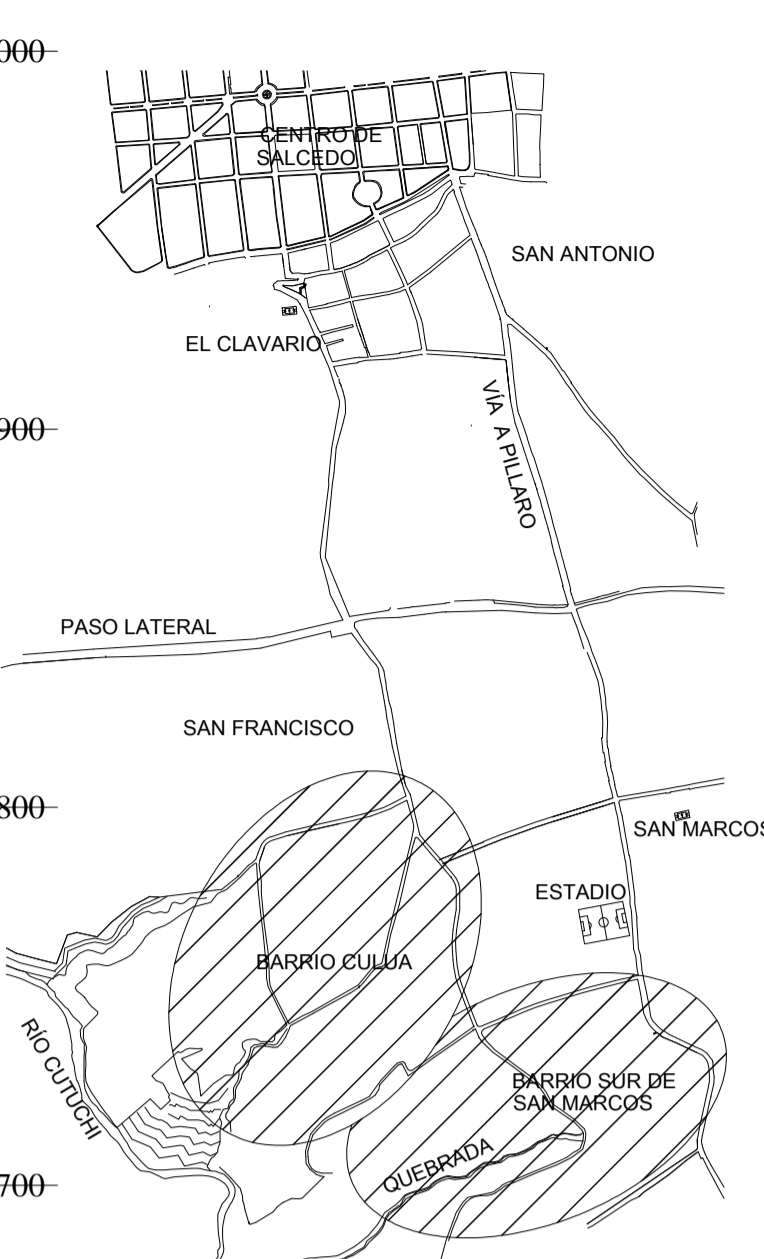 000
CENTRO DE
SALCEDO
SAN ANTONIO
EL CLAVARIO
900
VÍA A PILLARO
PASO LATERAL
SAN FRANCISCO
800
SAN MARCOS
ESTADIO
BARRIO CULUA
RÍO CUTUCHI
BARRIO SUR DE
SAN MARCOS
QUEBRADA
700